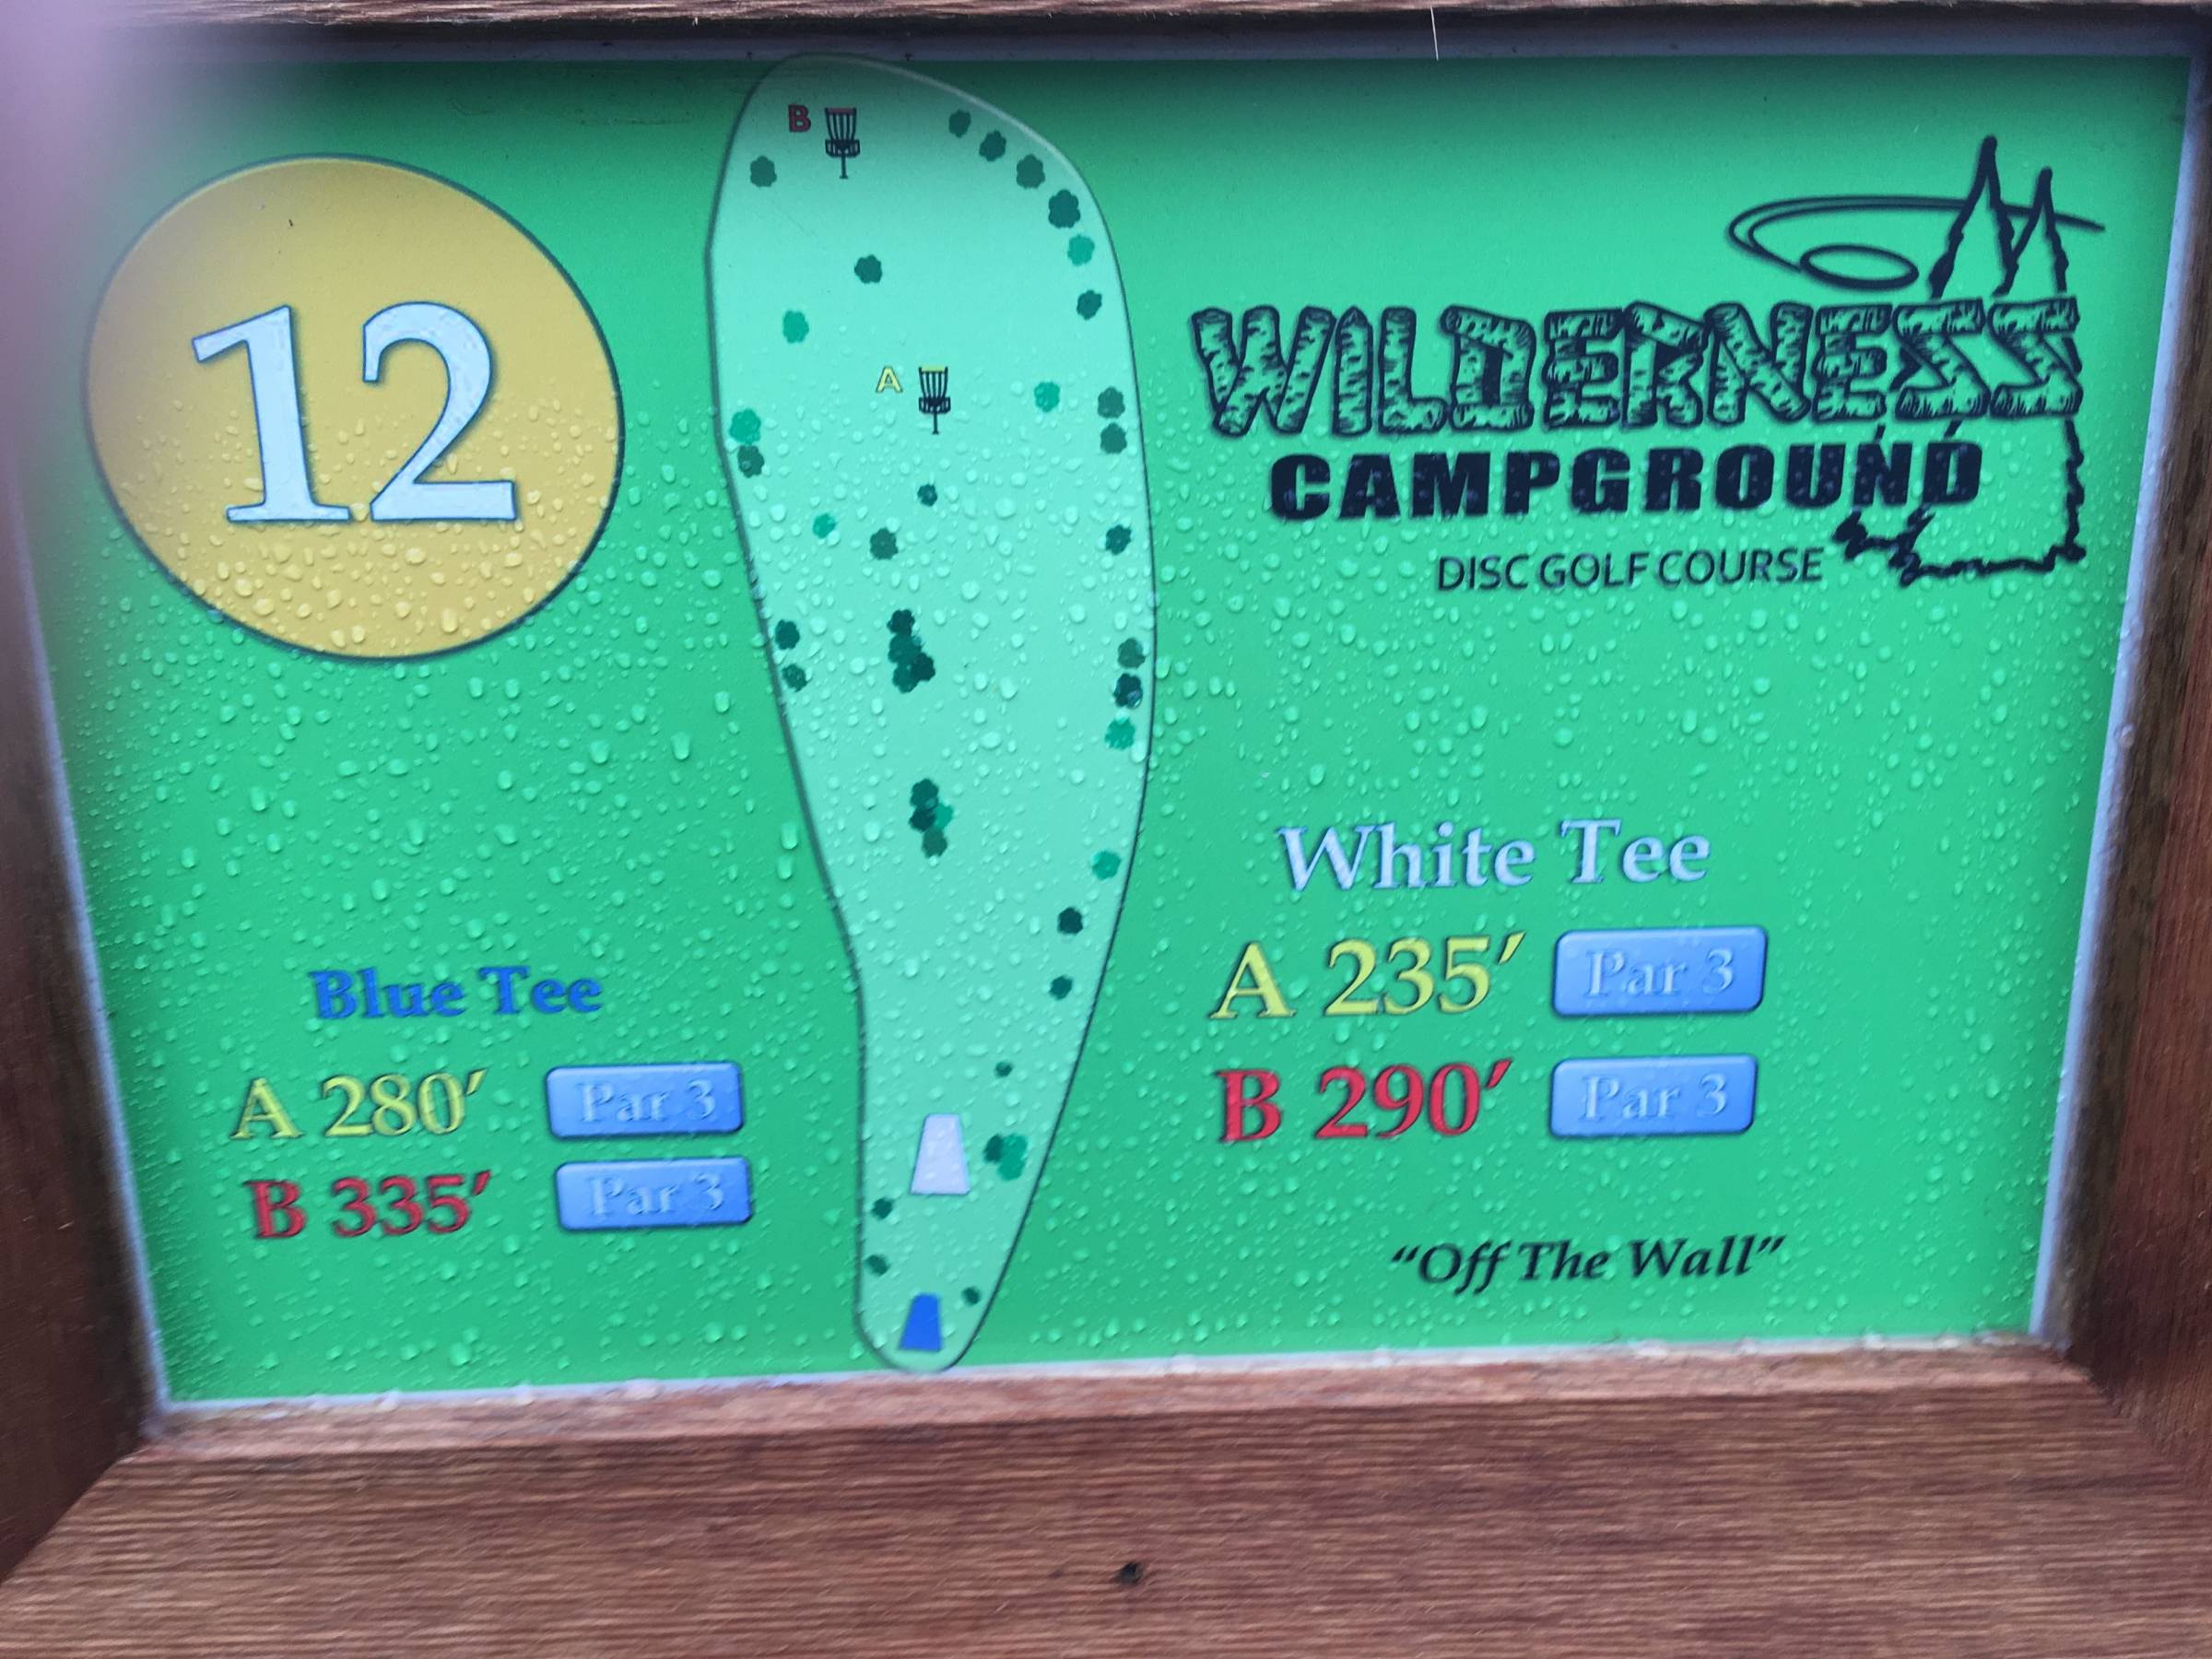 12
B
A
WILDERNESS
CAMPGROUND
DISC GOLF COURSE
Blue Tee
A 280' Par 3
B 335' Par 3
White Tee
A 235' Par 3
B 290' Par 3
"Off The Wall"